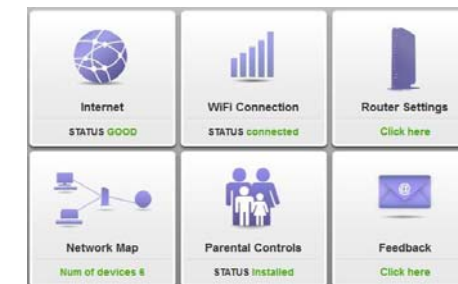 Internet
STATUS GOOD
WiFi Connection
STATUS connected
Router Settings
Click here
Network Map
Num of devices 6
Parental Controls
STATUS Installed
@
Feedback
Click here